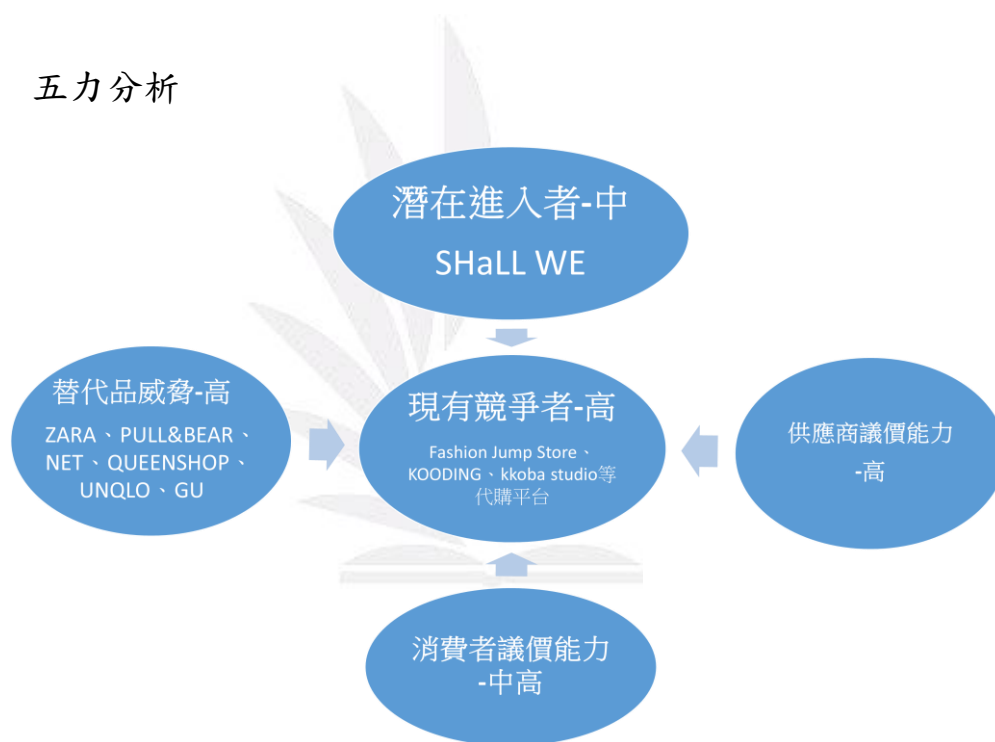 五力分析
潛在進入者-中
SHaLL WE
替代品威脅-高
ZARA、PULL&BEAR、
NET、QUEENSHOP、
UNQLO、GU
現有競爭者-高
Fashion Jump Store、
KOODING、kkoba studio等
代購平台
供應商議價能力
-高
消費者議價能力
-中高